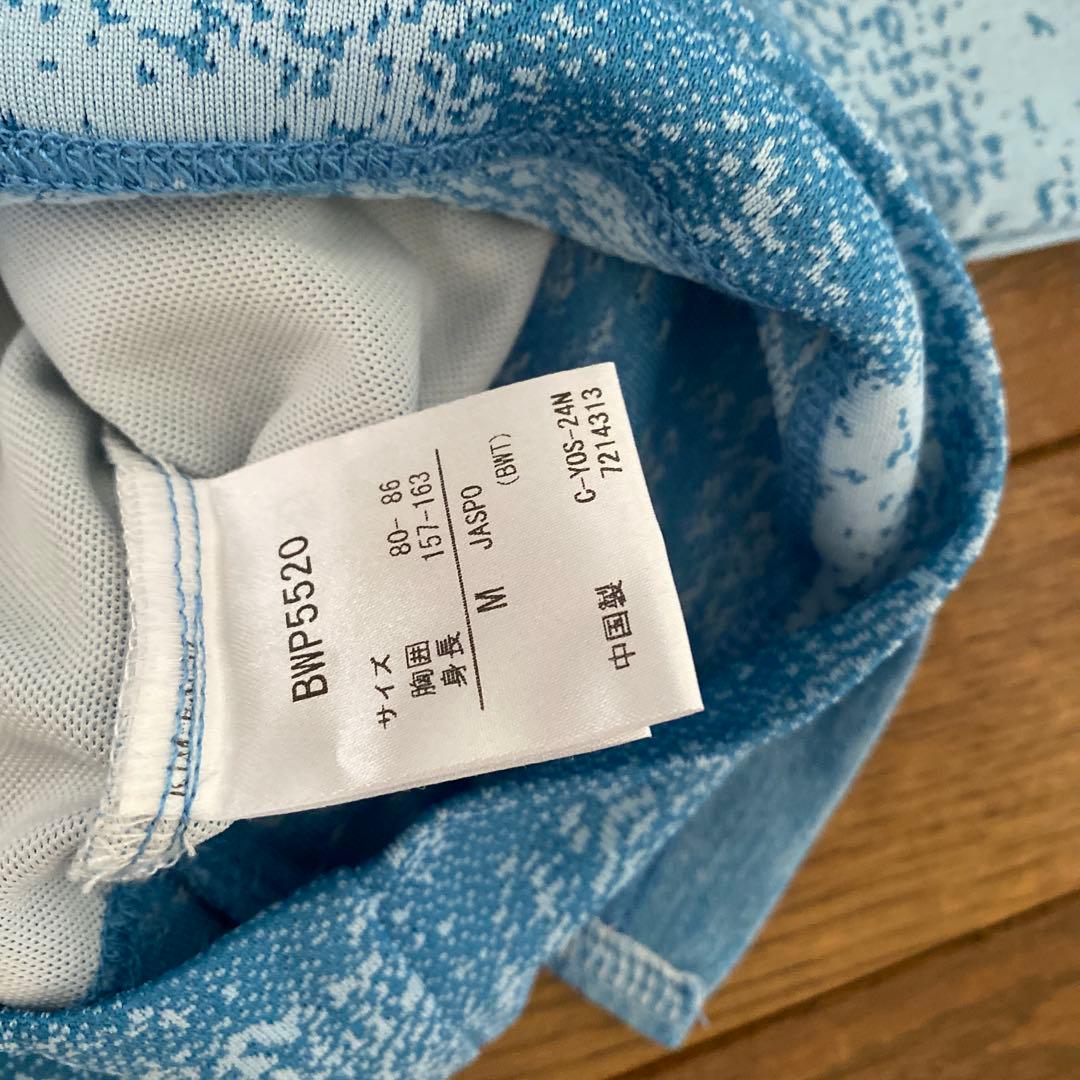 BWP5520
サイズ
胸囲 80- 86
身長 157-163
M JASPO
(BWT)
C-YOS-24N
中国製 7214313